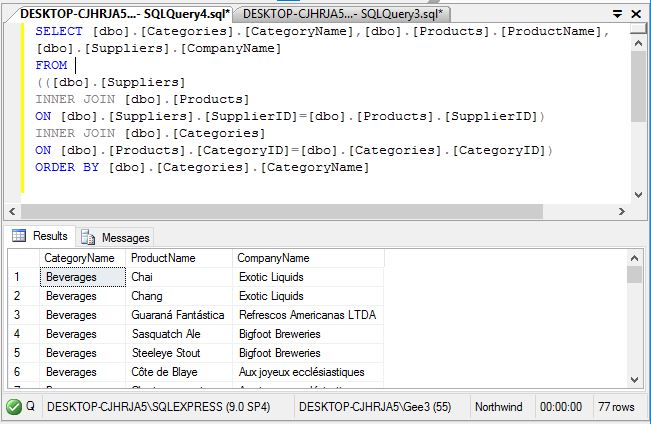 DESKTOP-CJHRJA5...- SQLQuery4.sql* DESKTOP-CJHRJA5...- SQLQuery3.sql*
SELECT [dbo].[Categories].[CategoryName],[dbo].[Products].[ProductName],
[dbo].[Suppliers].[CompanyName]
FROM
(([dbo].[Suppliers]
INNER JOIN [dbo].[Products]
ON [dbo].[Suppliers].[SupplierID]=[dbo].[Products].[SupplierID])
INNER JOIN [dbo].[Categories]
ON [dbo].[Products].[CategoryID]=[dbo].[Categories].[CategoryID])
ORDER BY [dbo].[Categories].[CategoryName]
Results Messages
CategoryName ProductName CompanyName
1 Beverages Chai Exotic Liquids
2 Beverages Chang Exotic Liquids
3 Beverages Guaraná Fantástica Refrescos Americanas LTDA
4 Beverages Sasquatch Ale Bigfoot Breweries
5 Beverages Steeleye Stout Bigfoot Breweries
6 Beverages Côte de Blaye Aux joyeux ecclésiastiques
Q DESKTOP-CJHRJA5\SQLEXPRESS (9.0 SP4) DESKTOP-CJHRJA5\Gee3 (55) Northwind 00:00:00 77 rows